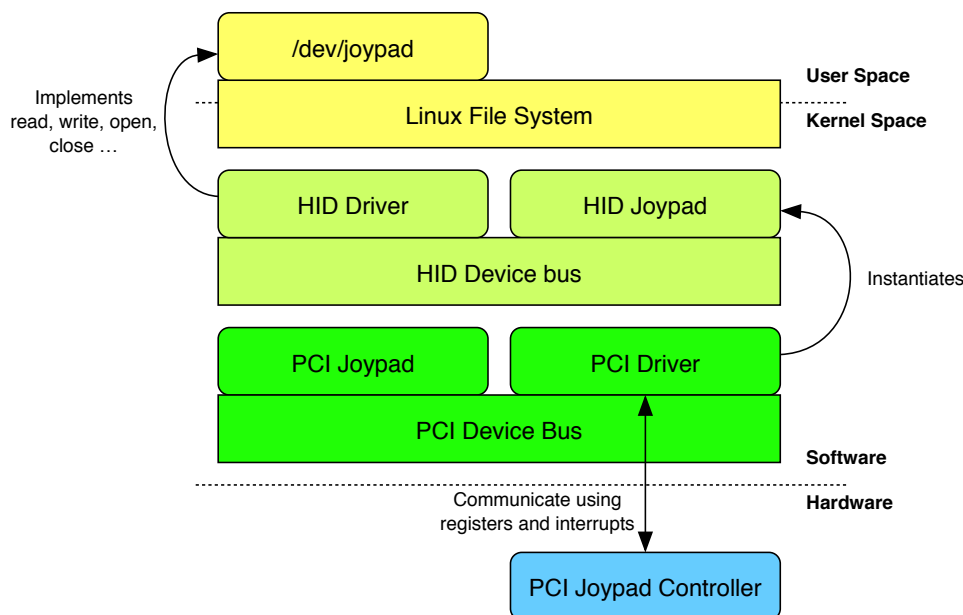 /dev/joypad
User Space
Implements
read, write, open,
close …
Linux File System
Kernel Space
HID Driver
HID Joypad
HID Device bus
Instantiates
PCI Joypad
PCI Driver
PCI Device Bus
Software
Communicate using
registers and interrupts
Hardware
PCI Joypad Controller